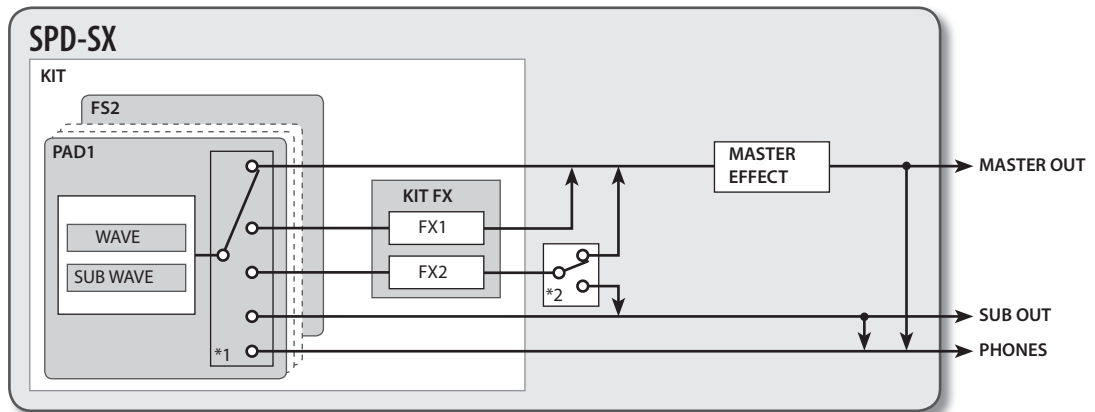 SPD-SX
KIT
FS2
PAD1
WAVE
SUB WAVE
*1
KIT FX
FX1
FX2
*2
MASTER
EFFECT
MASTER OUT
SUB OUT
PHONES